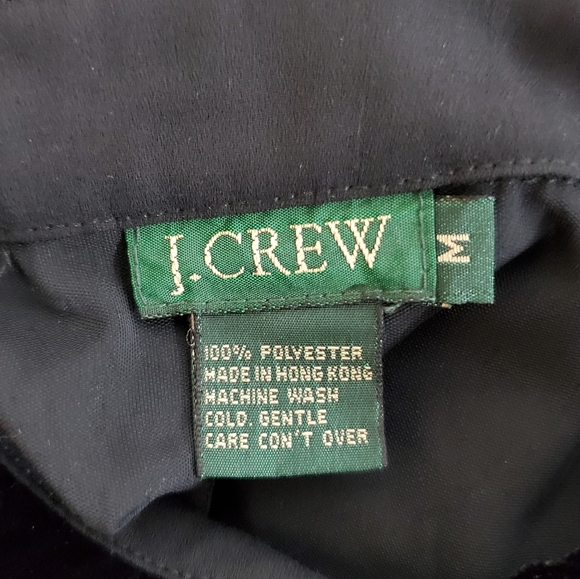 J.CREW
M
100% POLYESTER
MADE IN HONG KONG
MACHINE WASH
COLD. GENTLE
CARE CON'T OVER